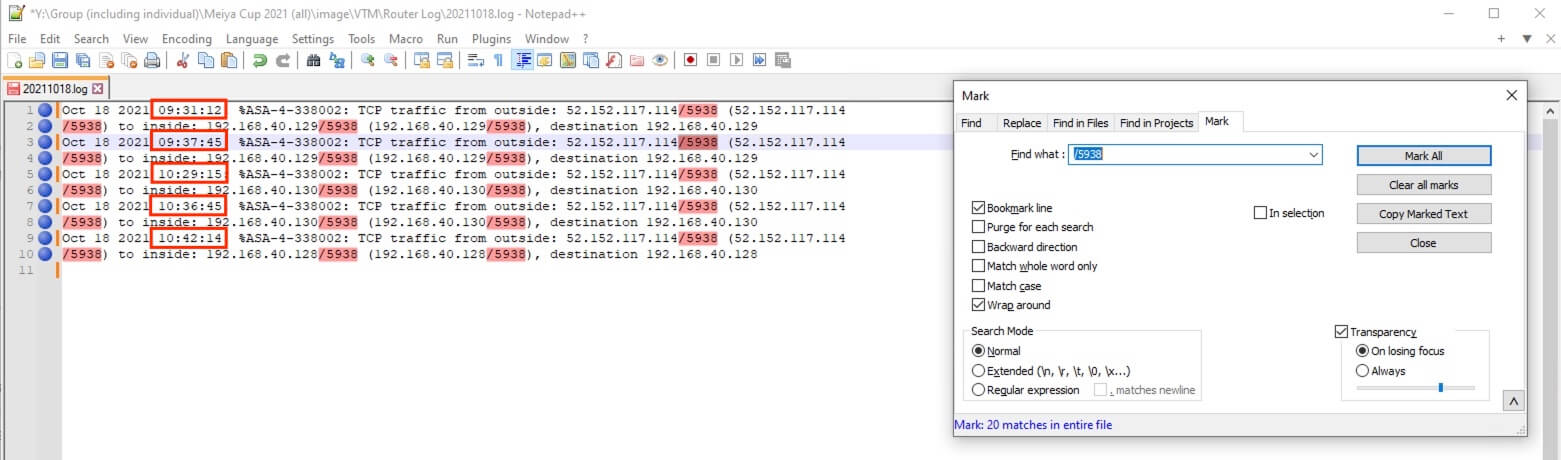 *Y:\Group (including individual)\Meiya Cup 2021 (all)\image\VTM\Router Log\20211018.log - Notepad++
File Edit Search View Encoding Language Settings Tools Macro Run Plugins Window ?
20211018.log
1 Oct 18 2021 09:31:12 %ASA-4-338002: TCP traffic from outside: 52.152.117.114/5938 (52.152.117.114
2 /5938) to inside: 192.168.40.129/5938 (192.168.40.129/5938), destination 192.168.40.129
3 Oct 18 2021 09:37:45 %ASA-4-338002: TCP traffic from outside: 52.152.117.114/5938 (52.152.117.114
4 /5938) to inside: 192.168.40.129/5938 (192.168.40.129/5938), destination 192.168.40.129
5 Oct 18 2021 10:29:15 %ASA-4-338002: TCP traffic from outside: 52.152.117.114/5938 (52.152.117.114
6 /5938) to inside: 192.168.40.130/5938 (192.168.40.130/5938), destination 192.168.40.130
7 Oct 18 2021 10:36:45 %ASA-4-338002: TCP traffic from outside: 52.152.117.114/5938 (52.152.117.114
8 /5938) to inside: 192.168.40.130/5938 (192.168.40.130/5938), destination 192.168.40.130
9 Oct 18 2021 10:42:14 %ASA-4-338002: TCP traffic from outside: 52.152.117.114/5938 (52.152.117.114
10 /5938) to inside: 192.168.40.128/5938 (192.168.40.128/5938), destination 192.168.40.128
11
Mark
Find Replace Find in Files Find in Projects Mark
Find what : /5938
Mark All
Clear all marks
Copy Marked Text
Close
Bookmark line
In selection
Purge for each search
Backward direction
Match whole word only
Match case
Wrap around
Search Mode
Normal
Extended (\n, \r, \t, \0, \x...)
Regular expression . matches newline
Transparency
On losing focus
Always
Mark: 20 matches in entire file